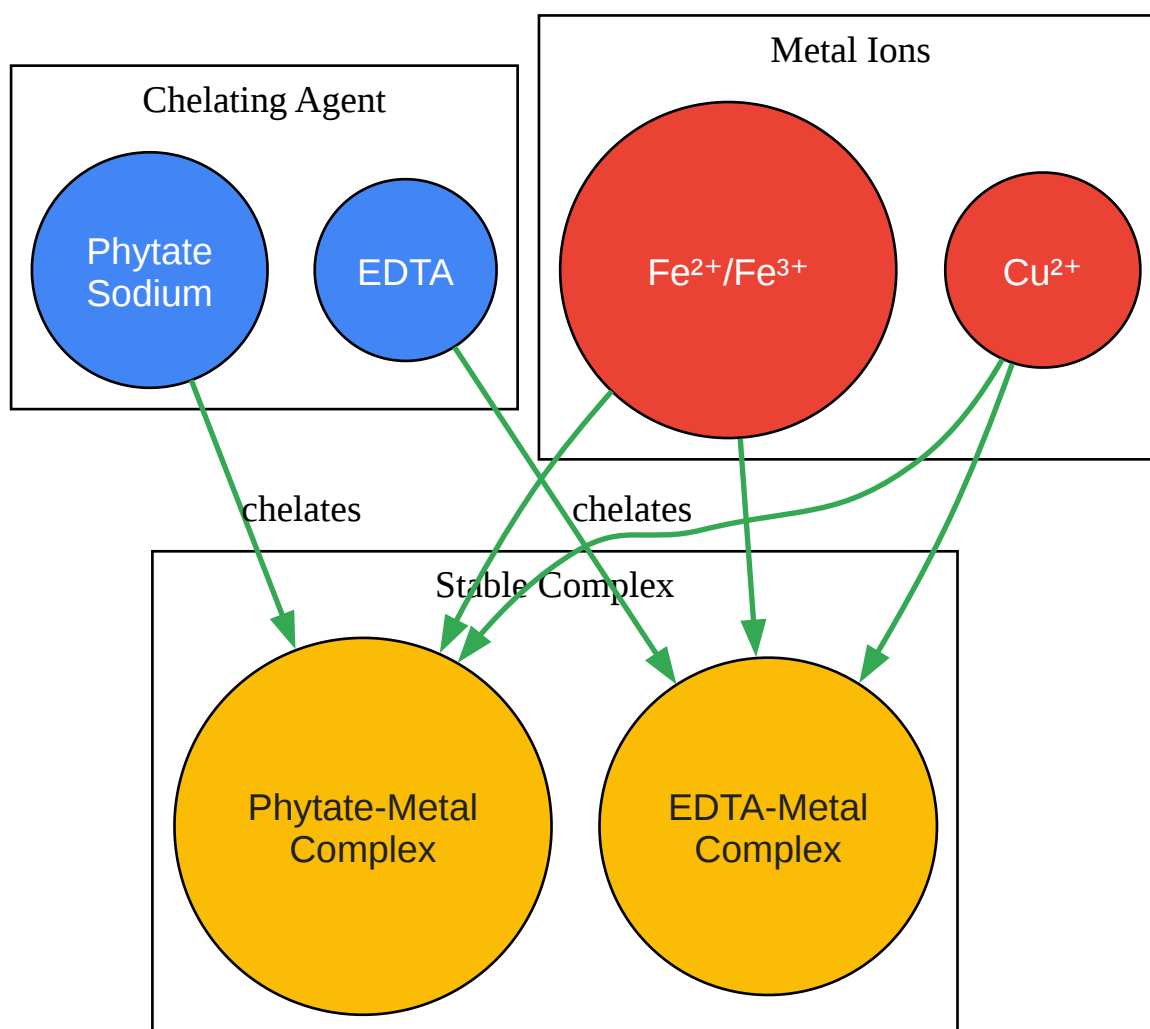 Chelating Agent
Metal Ions
Phytate
Sodium
EDTA
Fe²⁺/Fe³⁺
Cu²⁺
chelates
chelates
Stable Complex
Phytate-Metal
Complex
EDTA-Metal
Complex